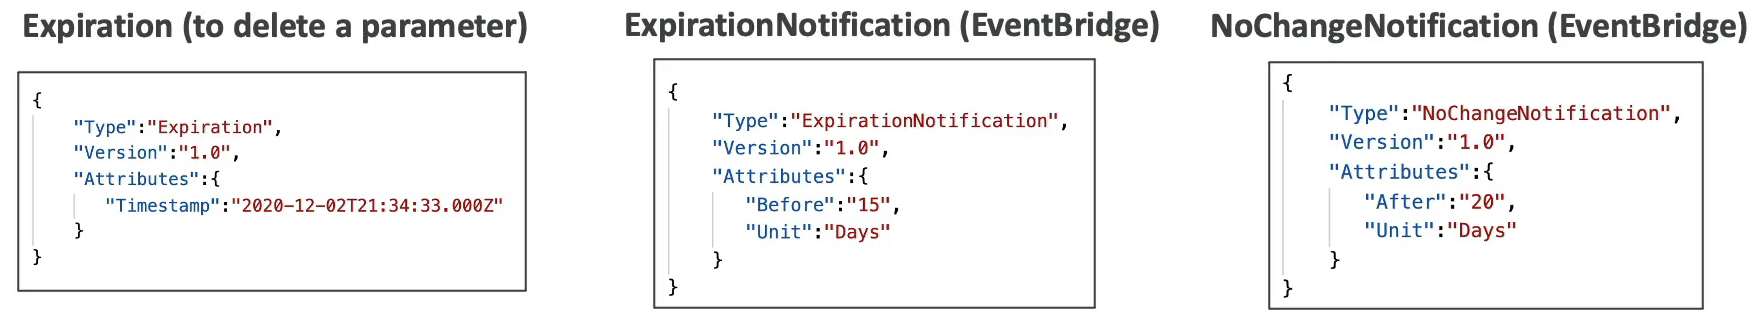 Expiration (to delete a parameter)
{
"Type":"Expiration",
"Version":"1.0",
"Attributes":{
"Timestamp":"2020-12-02T21:34:33.000Z"
}
}
ExpirationNotification (EventBridge)
{
"Type":"ExpirationNotification",
"Version":"1.0",
"Attributes":{
"Before":"15",
"Unit":"Days"
}
}
NoChangeNotification (EventBridge)
{
"Type":"NoChangeNotification",
"Version":"1.0",
"Attributes":{
"After":"20",
"Unit":"Days"
}
}